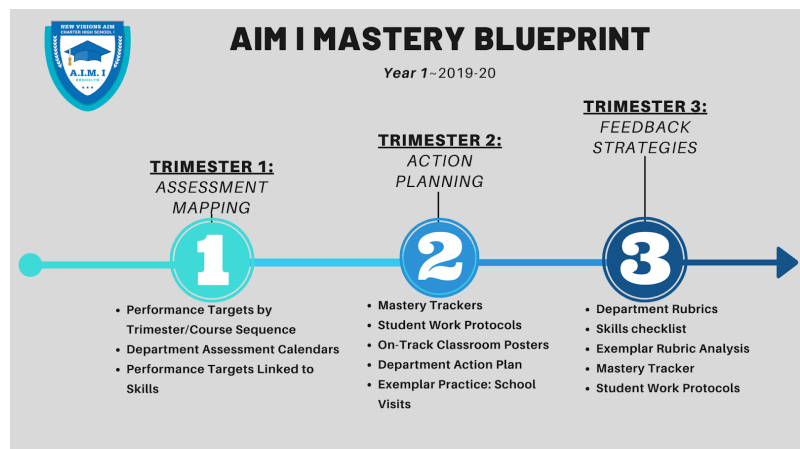 NEW VISIONS AIM
CHARTER HIGH SCHOOL I
A.I.M. I
BROOKLYN
AIM I MASTERY BLUEPRINT
Year 1~2019-20
TRIMESTER 1:
ASSESSMENT
MAPPING
1
• Performance Targets by
Trimester/Course Sequence
• Department Assessment Calendars
• Performance Targets Linked to
Skills
TRIMESTER 2:
ACTION
PLANNING
2
• Mastery Trackers
• Student Work Protocols
• On-Track Classroom Posters
• Department Action Plan
• Exemplar Practice: School
Visits
TRIMESTER 3:
FEEDBACK
STRATEGIES
3
• Department Rubrics
• Skills checklist
• Exemplar Rubric Analysis
• Mastery Tracker
• Student Work Protocols